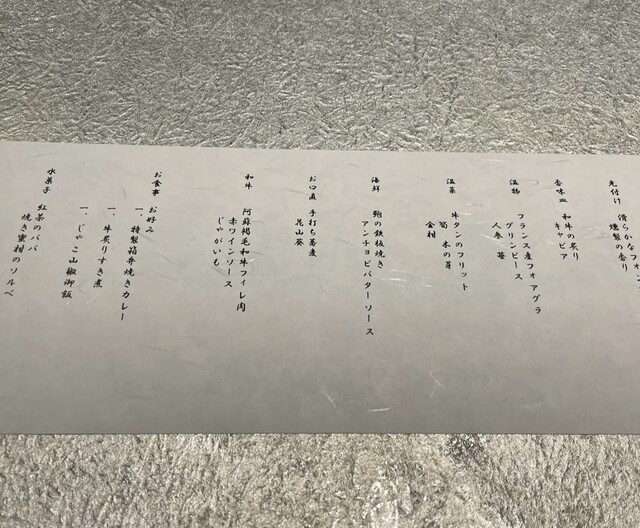 先付け 滑らかなフォン
燻製の香り
香味皿 和牛の炙り
キャビア
温物 フランス産フォアグラ
グリンピース
人参 苺
温菜 牛タンのフリット
筍 木の芽
金柑
海鮮 鮑の鉄板焼き
アンチョビバターソース
お口直 手打ち蕎麦
花山葵
和牛 阿蘇褐毛和牛フィレ肉
赤ワインソース
じゃがいも
お食事 お好み
一、特製箱弁焼きカレー
一、牛炙りすき煮
一、じゃこ山椒御飯
水菓子 紅茶のババ
焼き蜜柑のソルベ